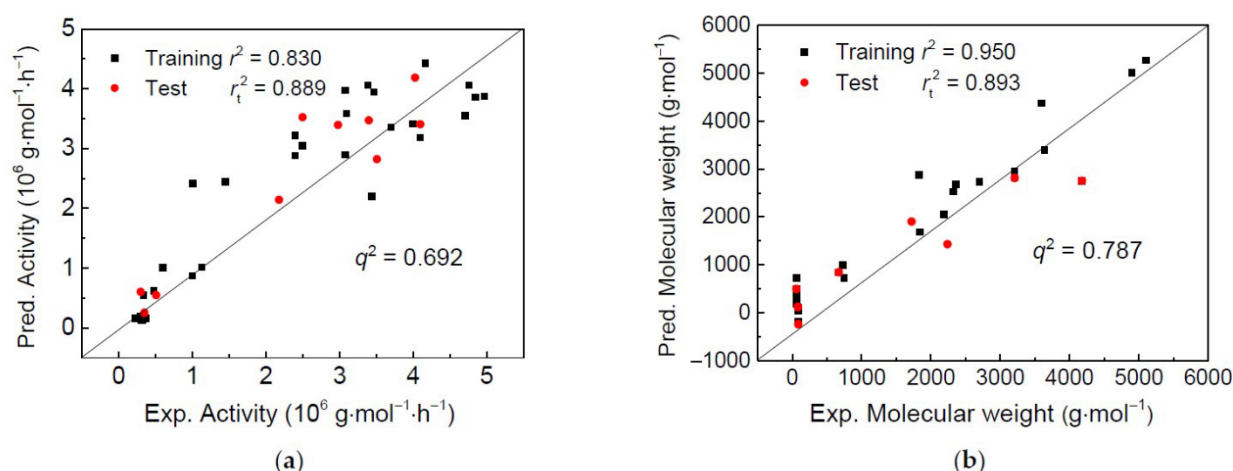 5
4
3
2
1
0
Pred. Activity (10⁶ g·mol⁻¹·h⁻¹)
Training r² = 0.830
Test rₜ² = 0.889
q² = 0.692
0 1 2 3 4 5
Exp. Activity (10⁶ g·mol⁻¹·h⁻¹)
(a)
6000
5000
4000
3000
2000
1000
0
−1000
Pred. Molecular weight (g·mol⁻¹)
Training r² = 0.950
Test rₜ² = 0.893
q² = 0.787
0 1000 2000 3000 4000 5000 6000
Exp. Molecular weight (g·mol⁻¹)
(b)